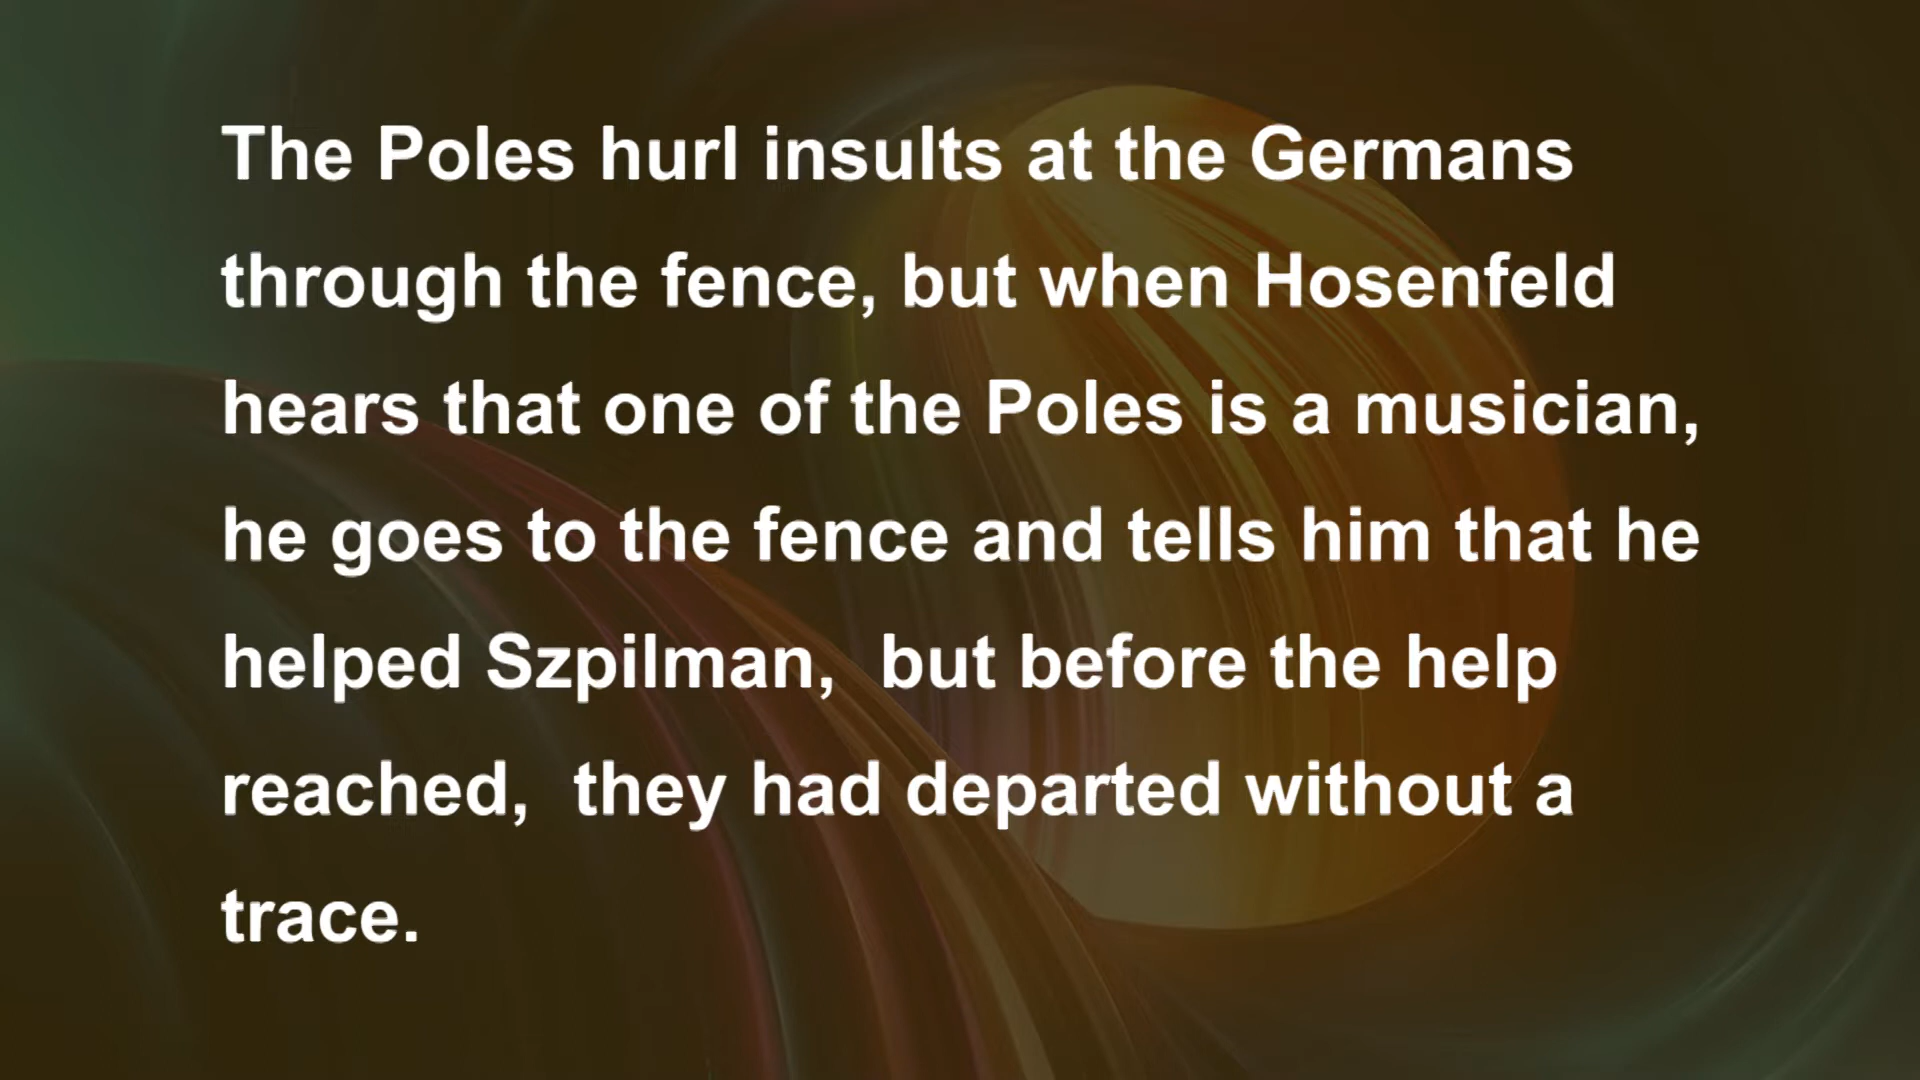 The Poles hurl insults at the Germans
through the fence, but when Hosenfeld
hears that one of the Poles is a musician,
he goes to the fence and tells him that he
helped Szpilman,  but before the help
reached,  they had departed without a
trace.